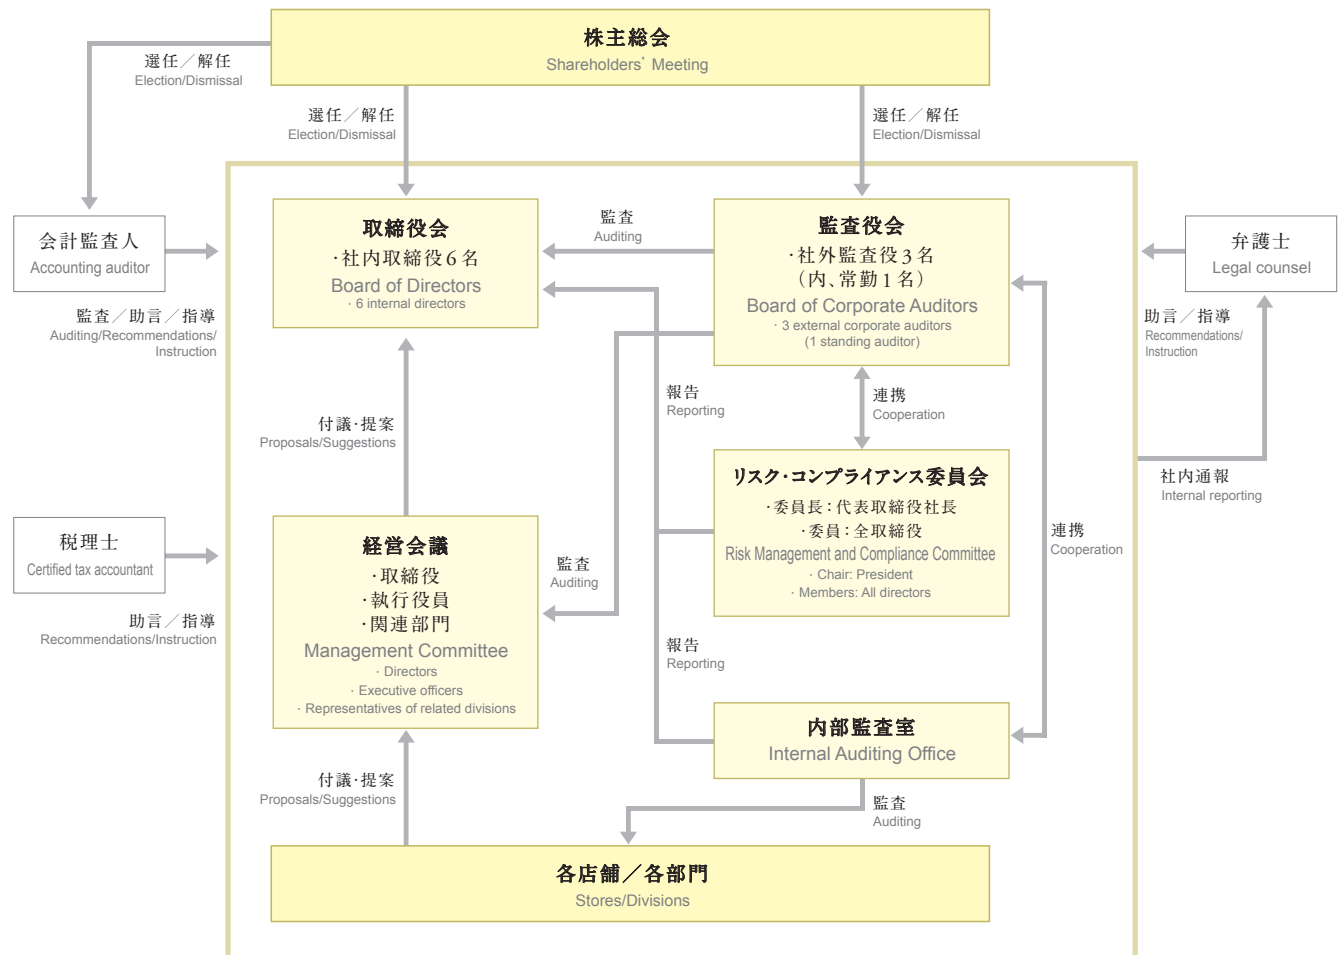 株主総会
Shareholders' Meeting
選任／解任
Election/Dismissal
選任／解任
Election/Dismissal
選任／解任
Election/Dismissal
会計監査人
Accounting auditor
監査／助言／指導
Auditing/Recommendations/
Instruction
取締役会
・社内取締役6名
Board of Directors
・6 internal directors
監査
Auditing
監査役会
・社外監査役3名
（内、常勤1名）
Board of Corporate Auditors
・3 external corporate auditors
(1 standing auditor)
弁護士
Legal counsel
助言／指導
Recommendations/
Instruction
付議・提案
Proposals/Suggestions
報告
Reporting
連携
Cooperation
リスク・コンプライアンス委員会
・委員長：代表取締役社長
・委員：全取締役
Risk Management and Compliance Committee
・Chair: President
・Members: All directors
社内通報
Internal reporting
連携
Cooperation
税理士
Certified tax accountant
助言／指導
Recommendations/Instruction
経営会議
・取締役
・執行役員
・関連部門
Management Committee
・Directors
・Executive officers
・Representatives of related divisions
監査
Auditing
報告
Reporting
内部監査室
Internal Auditing Office
付議・提案
Proposals/Suggestions
監査
Auditing
各店舗／各部門
Stores/Divisions